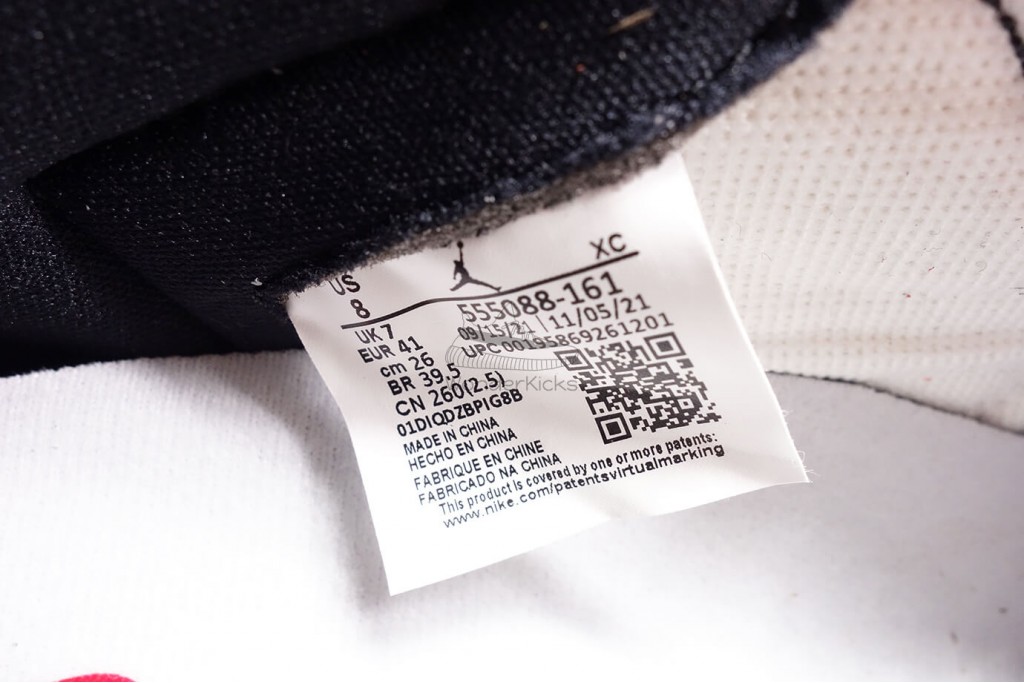 US
XC
8
555088-161
UK 7
09/15/21 | 11/05/21
EUR 41
UPC 00195869261201
cm 26
BR 39.5
CN 260(2.5)
01DIQDZBPIG8B
MADE IN CHINA
HECHO EN CHINA
FABRIQUE EN CHINE
FABRICADO NA CHINA
This product is covered by one or more patents:
www.nike.com/patentsvirtualmarking